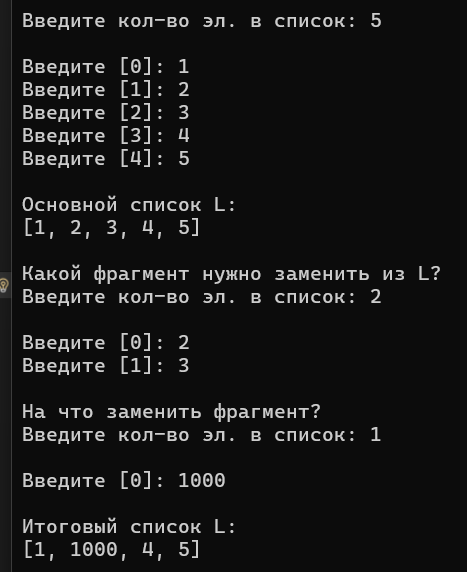 Введите кол-во эл. в список: 5
Введите [0]: 1
Введите [1]: 2
Введите [2]: 3
Введите [3]: 4
Введите [4]: 5
Основной список L:
[1, 2, 3, 4, 5]
Какой фрагмент нужно заменить из L?
Введите кол-во эл. в список: 2
Введите [0]: 2
Введите [1]: 3
На что заменить фрагмент?
Введите кол-во эл. в список: 1
Введите [0]: 1000
Итоговый список L:
[1, 1000, 4, 5]